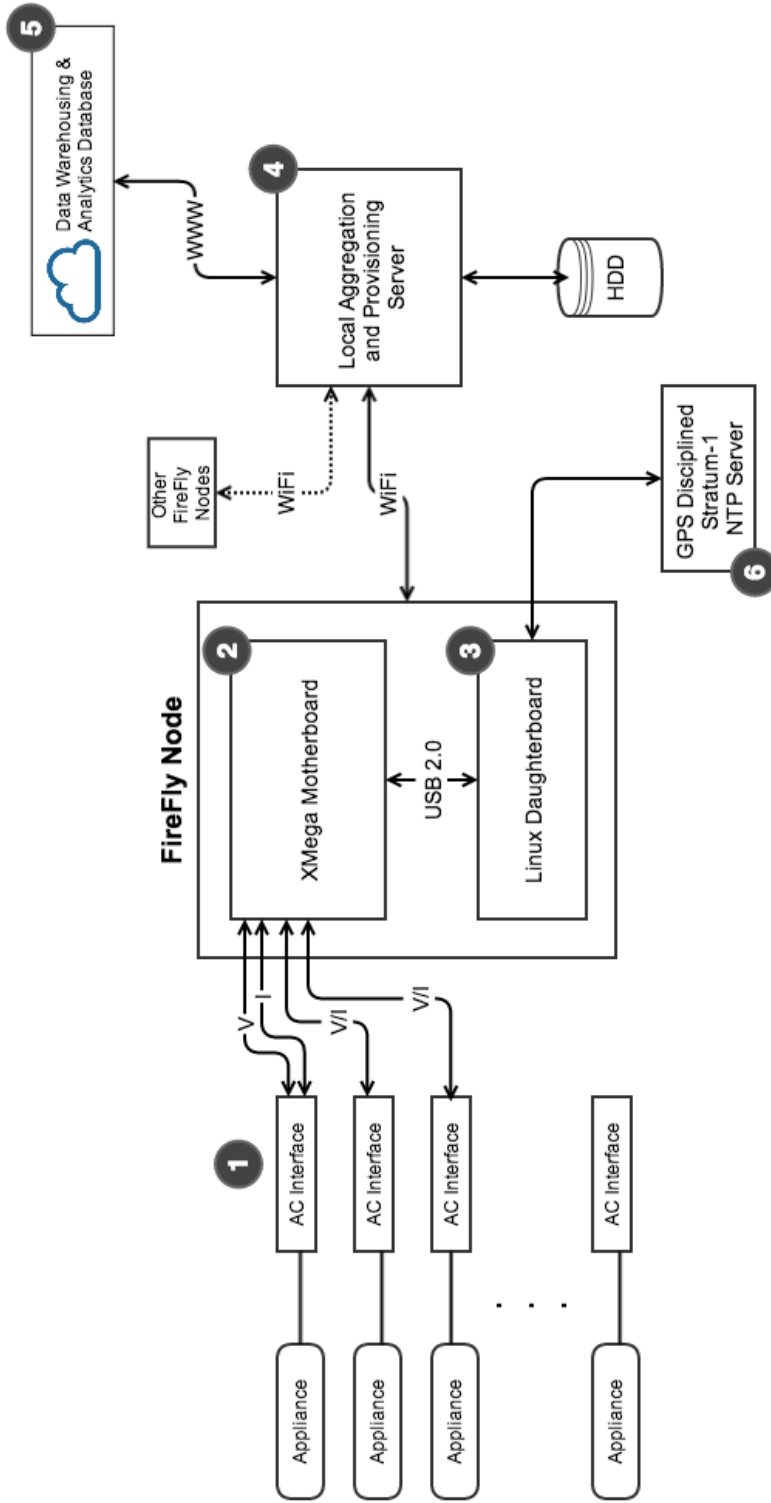 Appliance
Appliance
Appliance
Appliance
1
AC Interface
AC Interface
AC Interface
AC Interface
. . .
V
I
V/I
V/I
FireFly Node
2
XMega Motherboard
USB 2.0
3
Linux Daughterboard
Other
FireFly
Nodes
WiFi
WiFi
GPS Disciplined
Stratum-1
NTP Server
6
WWW
4
Local Aggregation
and Provisioning
Server
HDD
5
Data Warehousing &
Analytics Database